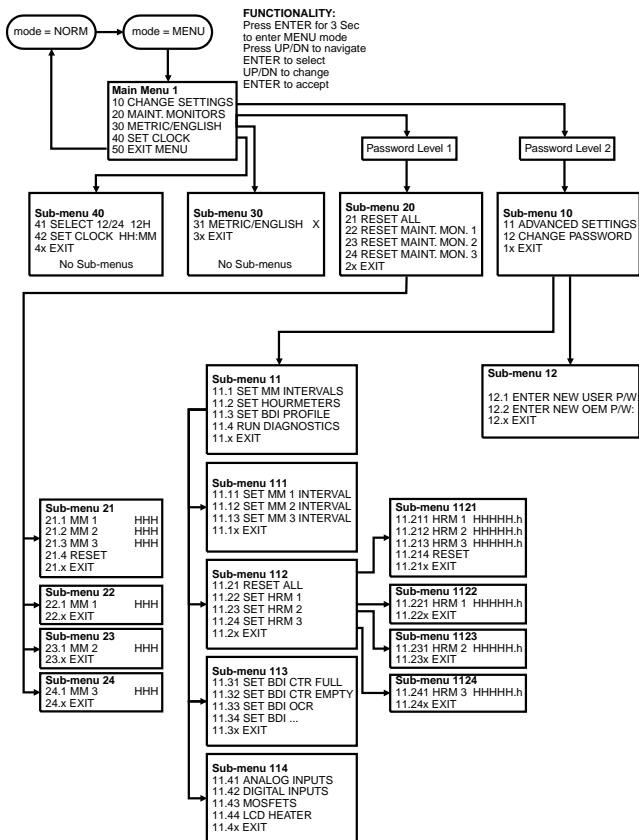 FUNCTIONALITY:
Press ENTER for 3 Sec
to enter MENU mode
Press UP/DN to navigate
ENTER to select
UP/DN to change
ENTER to accept
mode = NORM
mode = MENU
Main Menu 1
10 CHANGE SETTINGS
20 MAINT. MONITORS
30 METRIC/ENGLISH
40 SET CLOCK
50 EXIT MENU
Password Level 1
Password Level 2
Sub-menu 40
41 SELECT 12/24 12H
42 SET CLOCK HH:MM
4x EXIT
No Sub-menus
Sub-menu 30
31 METRIC/ENGLISH X
3x EXIT
No Sub-menus
Sub-menu 20
21 RESET ALL
22 RESET MAINT. MON. 1
23 RESET MAINT. MON. 2
24 RESET MAINT. MON. 3
2x EXIT
Sub-menu 10
11 ADVANCED SETTINGS
12 CHANGE PASSWORD
1x EXIT
Sub-menu 11
11.1 SET MM INTERVALS
11.2 SET HOURMETERS
11.3 SET BDI PROFILE
11.4 RUN DIAGNOSTICS
11.x EXIT
Sub-menu 12
12.1 ENTER NEW USER P/W:
12.2 ENTER NEW OEM P/W:
12.x EXIT
Sub-menu 111
11.11 SET MM 1 INTERVAL
11.12 SET MM 2 INTERVAL
11.13 SET MM 3 INTERVAL
11.1x EXIT
Sub-menu 21
21.1 MM 1 HHH
21.2 MM 2 HHH
21.3 MM 3 HHH
21.4 RESET
21.x EXIT
Sub-menu 1121
11.211 HRM 1 HHHHH.h
11.212 HRM 2 HHHHH.h
11.213 HRM 3 HHHHH.h
11.214 RESET
11.21x EXIT
Sub-menu 112
11.21 RESET ALL
11.22 SET HRM 1
11.23 SET HRM 2
11.24 SET HRM 3
11.2x EXIT
Sub-menu 22
22.1 MM 1 HHH
22.x EXIT
Sub-menu 1122
11.221 HRM 1 HHHHH.h
11.22x EXIT
Sub-menu 23
23.1 MM 2 HHH
23.x EXIT
Sub-menu 1123
11.231 HRM 2 HHHHH.h
11.23x EXIT
Sub-menu 113
11.31 SET BDI CTR FULL
11.32 SET BDI CTR EMPTY
11.33 SET BDI OCR
11.34 SET BDI ...
11.3x EXIT
Sub-menu 24
24.1 MM 3 HHH
24.x EXIT
Sub-menu 1124
11.241 HRM 3 HHHHH.h
11.24x EXIT
Sub-menu 114
11.41 ANALOG INPUTS
11.42 DIGITAL INPUTS
11.43 MOSFETS
11.44 LCD HEATER
11.4x EXIT